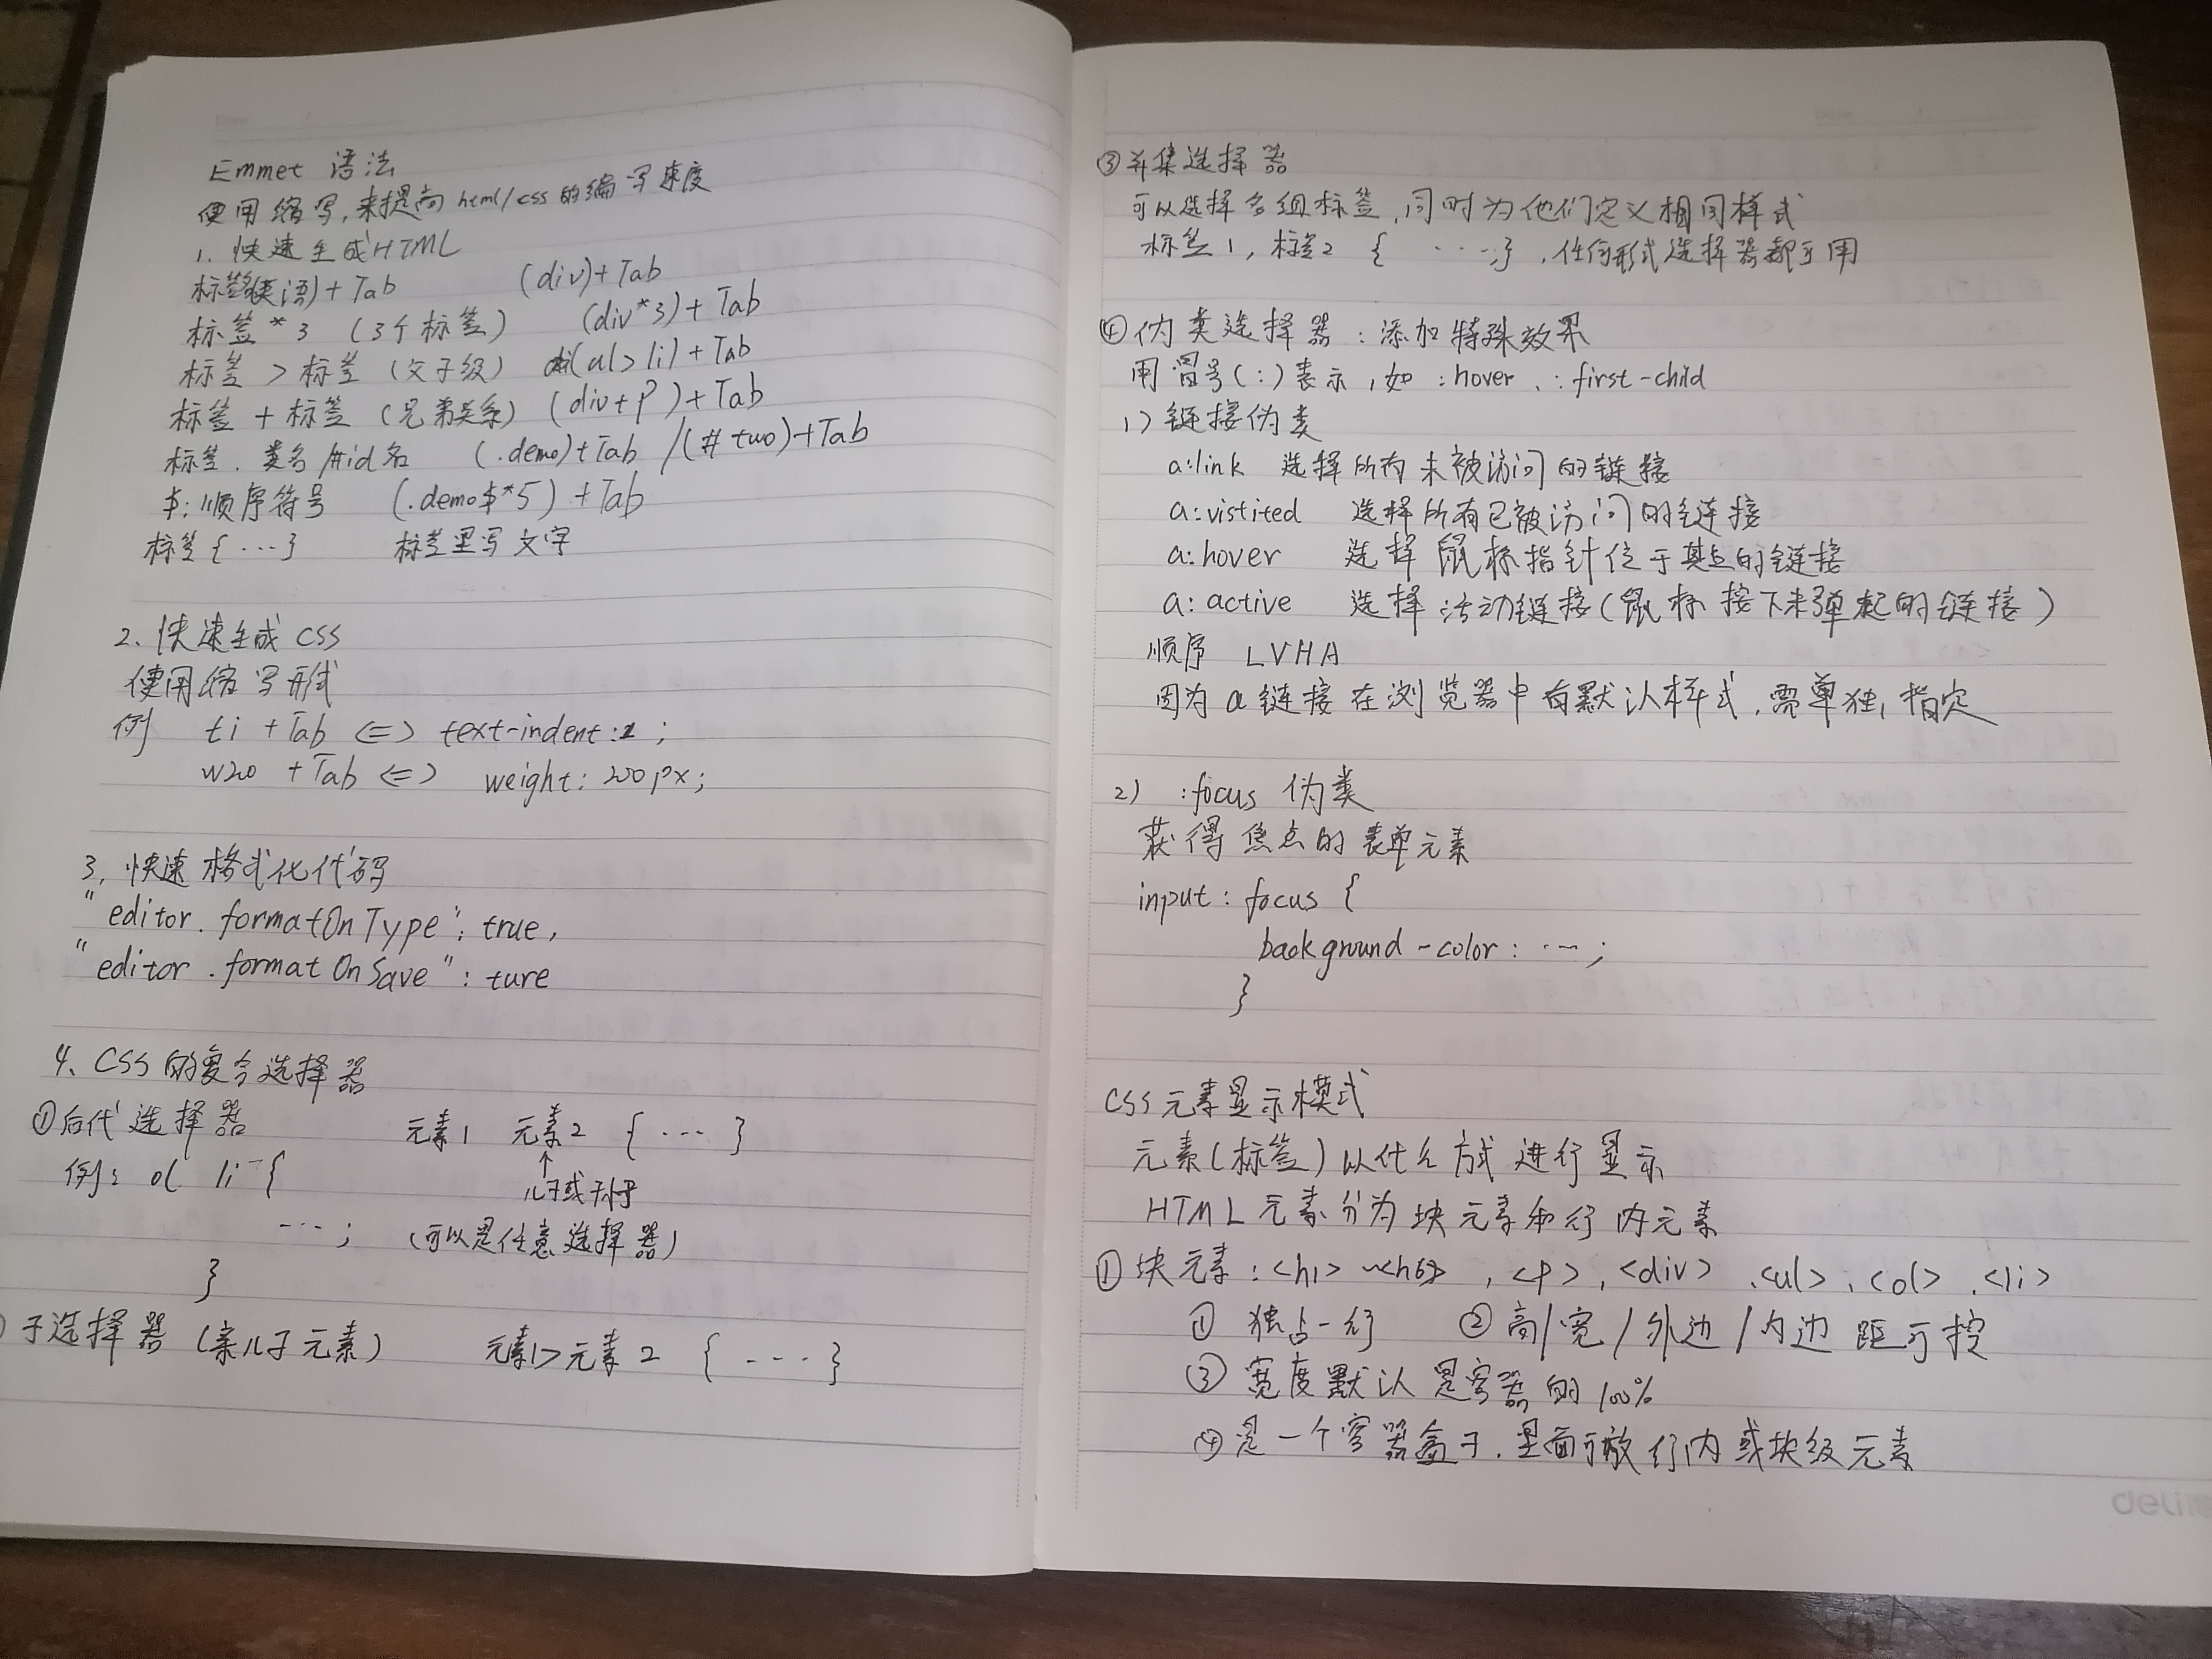 Emmet 语法
使用缩写,来提高 html/css的编写速度
1. 快速生成HTML
标签(英语)+Tab (div)+Tab
标签*3 (3个标签) (div*3)+Tab
标签 > 标签 (父子级) (ul>li)+Tab
标签 + 标签 (兄弟关系) (div+p)+Tab
标签.类名/#id名 (.demo)+Tab /(#two)+Tab
$:顺序符号 (.demo$*5)+Tab
标签{...} 标签里写文字
2、快速生成 CSS
使用缩写形式
例 ti +Tab <=> text-indent:1;
w20 +Tab <=> weight: 200px;
3, 快速格式化代码
"editor.formatOnType": true,
"editor.formatOnSave": ture
4、CSS的复合选择器
①后代选择器 元素1 元素2 {...}
↑
例: ol li {
儿子或孙子
...; (可以是任意选择器)
}
子选择器 (亲儿子元素) 元素1>元素2 {....}
③并集选择器
可以选择多组标签,同时为他们定义相同样式
标签1, 标签2 {...;},任何形式选择器都可用
④伪类选择器:添加特殊效果
用冒号(:)表示,如 :hover、:first-child
1) 链接伪类
a:link 选择所有未被访问的链接
a:vistited 选择所有已被访问的链接
a:hover 选择鼠标指针位于其上的链接
a: active 选择活动链接(鼠标按下未弹起的链接)
顺序 LVHA
因为 a 链接在浏览器中有默认样式,需单独指定
2) :focus 伪类
获得焦点的表单元素
input: focus {
background-color: ...;
}
CSS元素显示模式
元素(标签)以什么方式进行显示
HTML元素分为块元素和行内元素
①块元素:<h1>~<h6>,<p>,<div>、<ul>、<ol>、<li>
① 独占一行 ②高/宽/外边/内边距可控
③ 宽度默认是容器的100%
④是一个容器盒子,里面可放行内或块级元素
deli